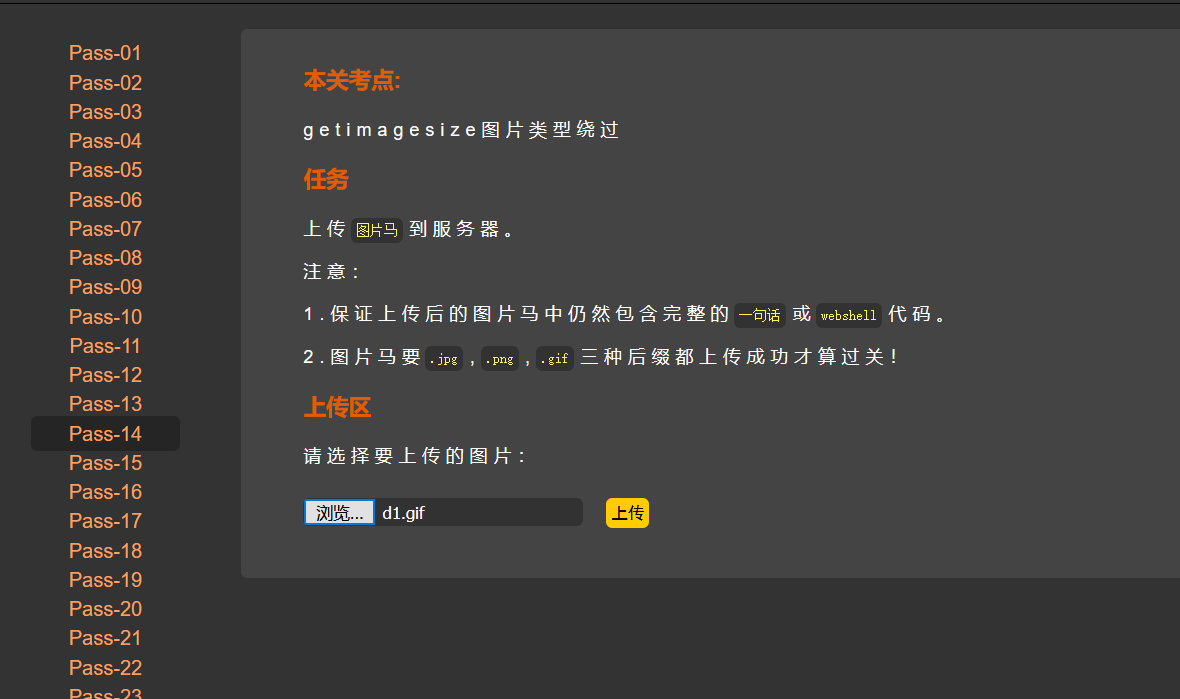 Pass-01
Pass-02
Pass-03
Pass-04
Pass-05
Pass-06
Pass-07
Pass-08
Pass-09
Pass-10
Pass-11
Pass-12
Pass-13
Pass-14
Pass-15
Pass-16
Pass-17
Pass-18
Pass-19
Pass-20
Pass-21
Pass-22
Pass-23
本关考点:
getimagesize图片类型绕过
任务
上传 图片马 到服务器。
注意：
1.保证上传后的图片马中仍然包含完整的 一句话 或 webshell 代码。
2.图片马要 .jpg , .png , .gif 三种后缀都上传成功才算过关！
上传区
请选择要上传的图片：
浏览... d1.gif 上传